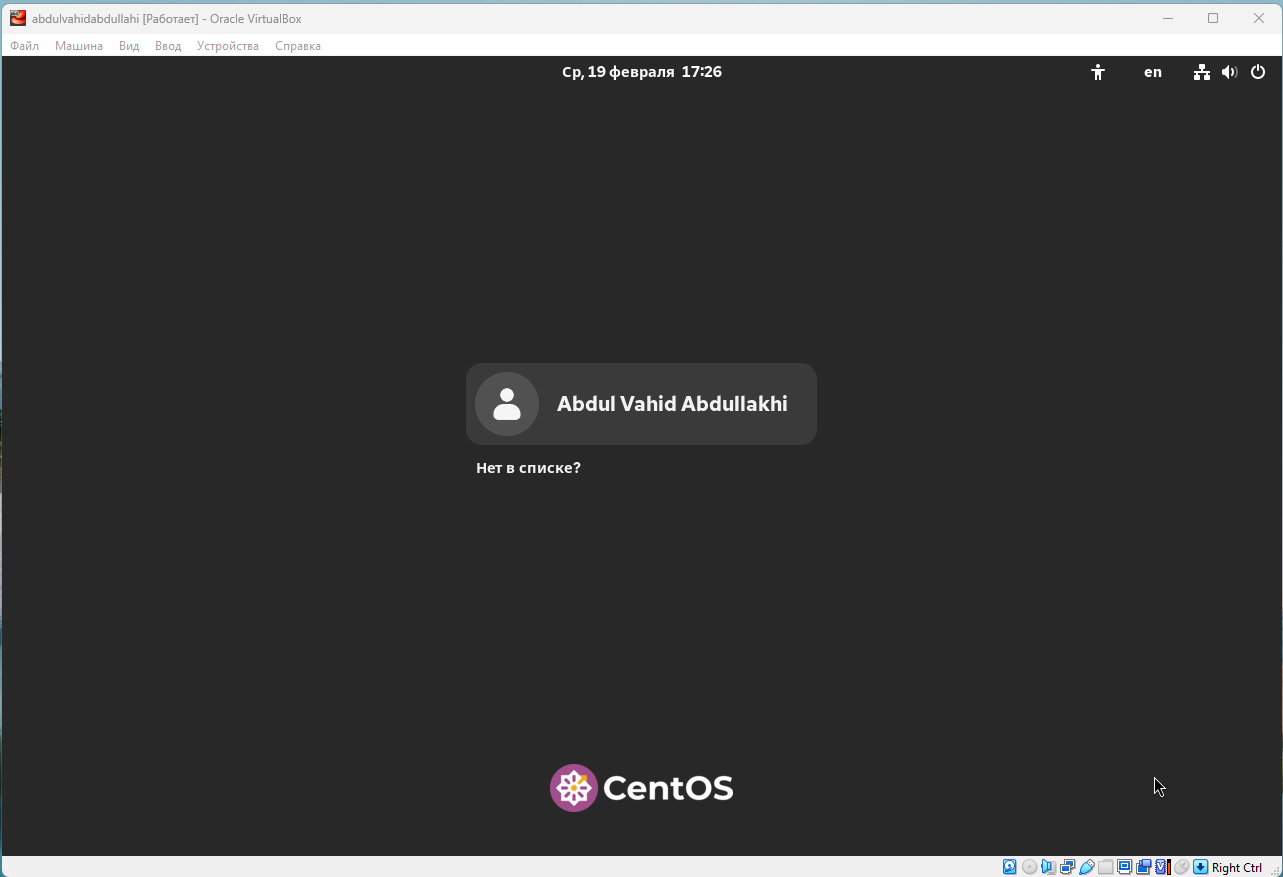 abdulvahidabdullahi [Работает] - Oracle VirtualBox
Файл Машина Вид Ввод Устройства Справка
Ср, 19 февраля 17:26
en
Abdul Vahid Abdullakhi
Нет в списке?
CentOS
Right Ctrl